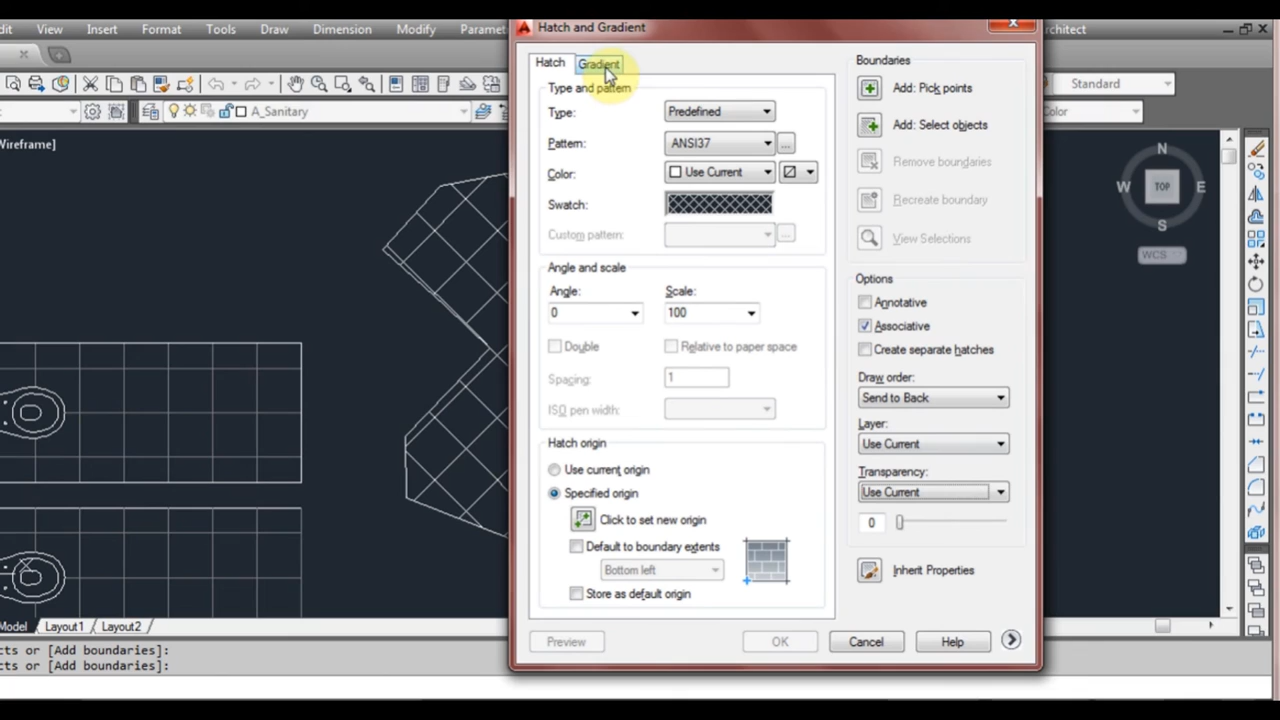 Hatch and Gradient
dit View Insert Format Tools Draw Dimension Modify Paramet
rchitect
Standard
A_Sanitary
Color
Wireframe]
N
W TOP E
S
WCS
Hatch Gradient
Type and pattern
Type: Predefined
Pattern: ANSI37 ...
Color: Use Current
Swatch:
Custom pattern: ...
Angle and scale
Angle: Scale:
0 100
Double Relative to paper space
Spacing: 1
ISO pen width:
Hatch origin
Use current origin
Specified origin
Click to set new origin
Default to boundary extents
Bottom left
Store as default origin
Boundaries
Add: Pick points
Add: Select objects
Remove boundaries
Recreate boundary
View Selections
Options
Annotative
Associative
Create separate hatches
Draw order:
Send to Back
Layer:
Use Current
Transparency:
Use Current
0
Inherit Properties
Preview OK Cancel Help
Model Layout1 Layout2
cts or [Add boundaries]:
cts or [Add boundaries]: